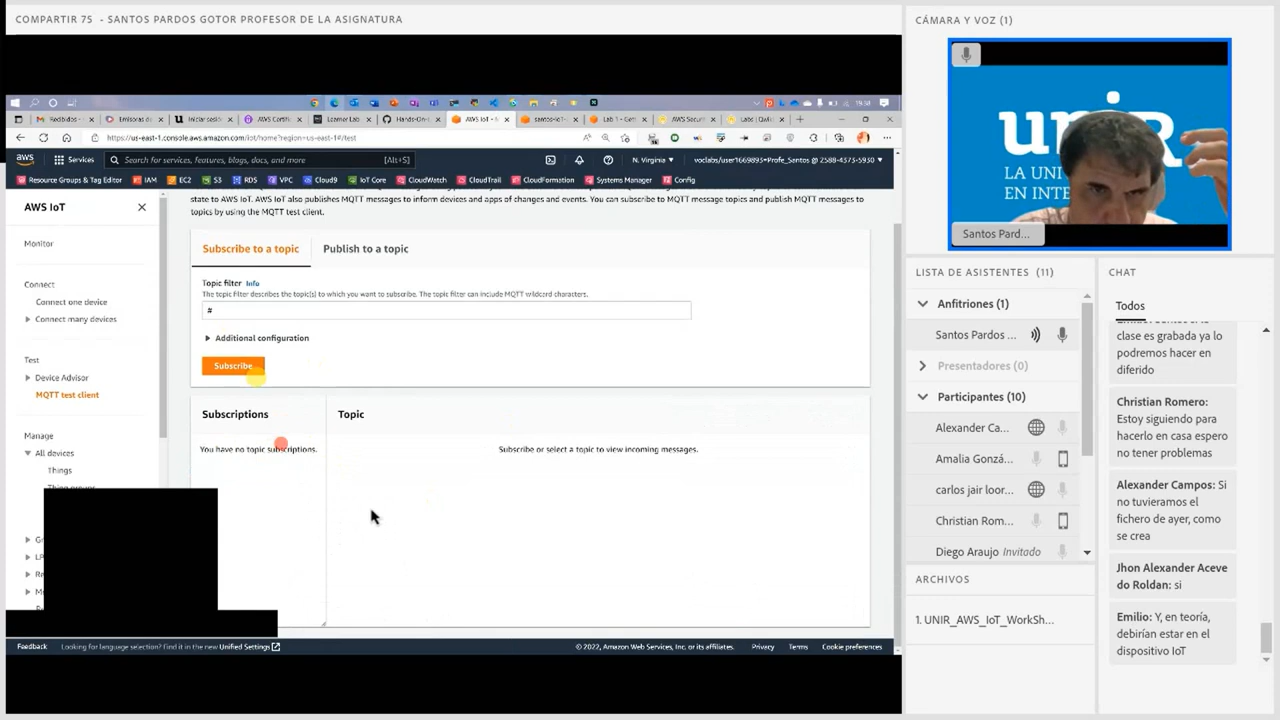 COMPARTIR 75 - SANTOS PARDOS GOTOR PROFESOR DE LA ASIGNATURA
https://us-east-1.console.aws.amazon.com/iot/home?region=us-east-1#/test
aws Services Search for services, features, blogs, docs, and more [Alt+S] N. Virginia voclabs/user1669893=Profe_Santos @ 2588-4373-5930
Resource Groups & Tag Editor IAM EC2 S3 RDS VPC Cloud9 IoT Core CloudWatch CloudTrail CloudFormation Systems Manager Config
AWS IoT
Monitor
Connect
Connect one device
Connect many devices
Test
Device Advisor
MQTT test client
Manage
All devices
Things
state to AWS IoT. AWS IoT also publishes MQTT messages to inform devices and apps of changes and events. You can subscribe to MQTT message topics and publish MQTT messages to
topics by using the MQTT test client.
Subscribe to a topic Publish to a topic
Topic filter Info
The topic filter describes the topic(s) to which you want to subscribe. The topic filter can include MQTT wildcard characters.
#
Additional configuration
Subscribe
Subscriptions Topic
You have no topic subscriptions. Subscribe or select a topic to view incoming messages.
Feedback Looking for language selection? Find it in the new Unified Settings © 2022, Amazon Web Services, Inc. or its affiliates. Privacy Terms Cookie preferences
CÁMARA Y VOZ (1)
unir
LA UNI
EN INTE
Santos Pard...
LISTA DE ASISTENTES (11)
Anfitriones (1)
Santos Pardos ...
Presentadores (0)
Participantes (10)
Alexander Ca...
Amalia Gonzá...
carlos jair loor...
Christian Rom...
Diego Araujo Invitado
ARCHIVOS
1. UNIR_AWS_IoT_WorkSh...
CHAT
Todos
clase es grabada ya lo
podremos hacer en
diferido
Christian Romero:
Estoy siguiendo para
hacerlo en casa espero
no tener problemas
Alexander Campos: Si
no tuvieramos el
fichero de ayer, como
se crea
Jhon Alexander Aceve
do Roldan: si
Emilio: Y, en teoría,
debirían estar en el
dispositivo IoT